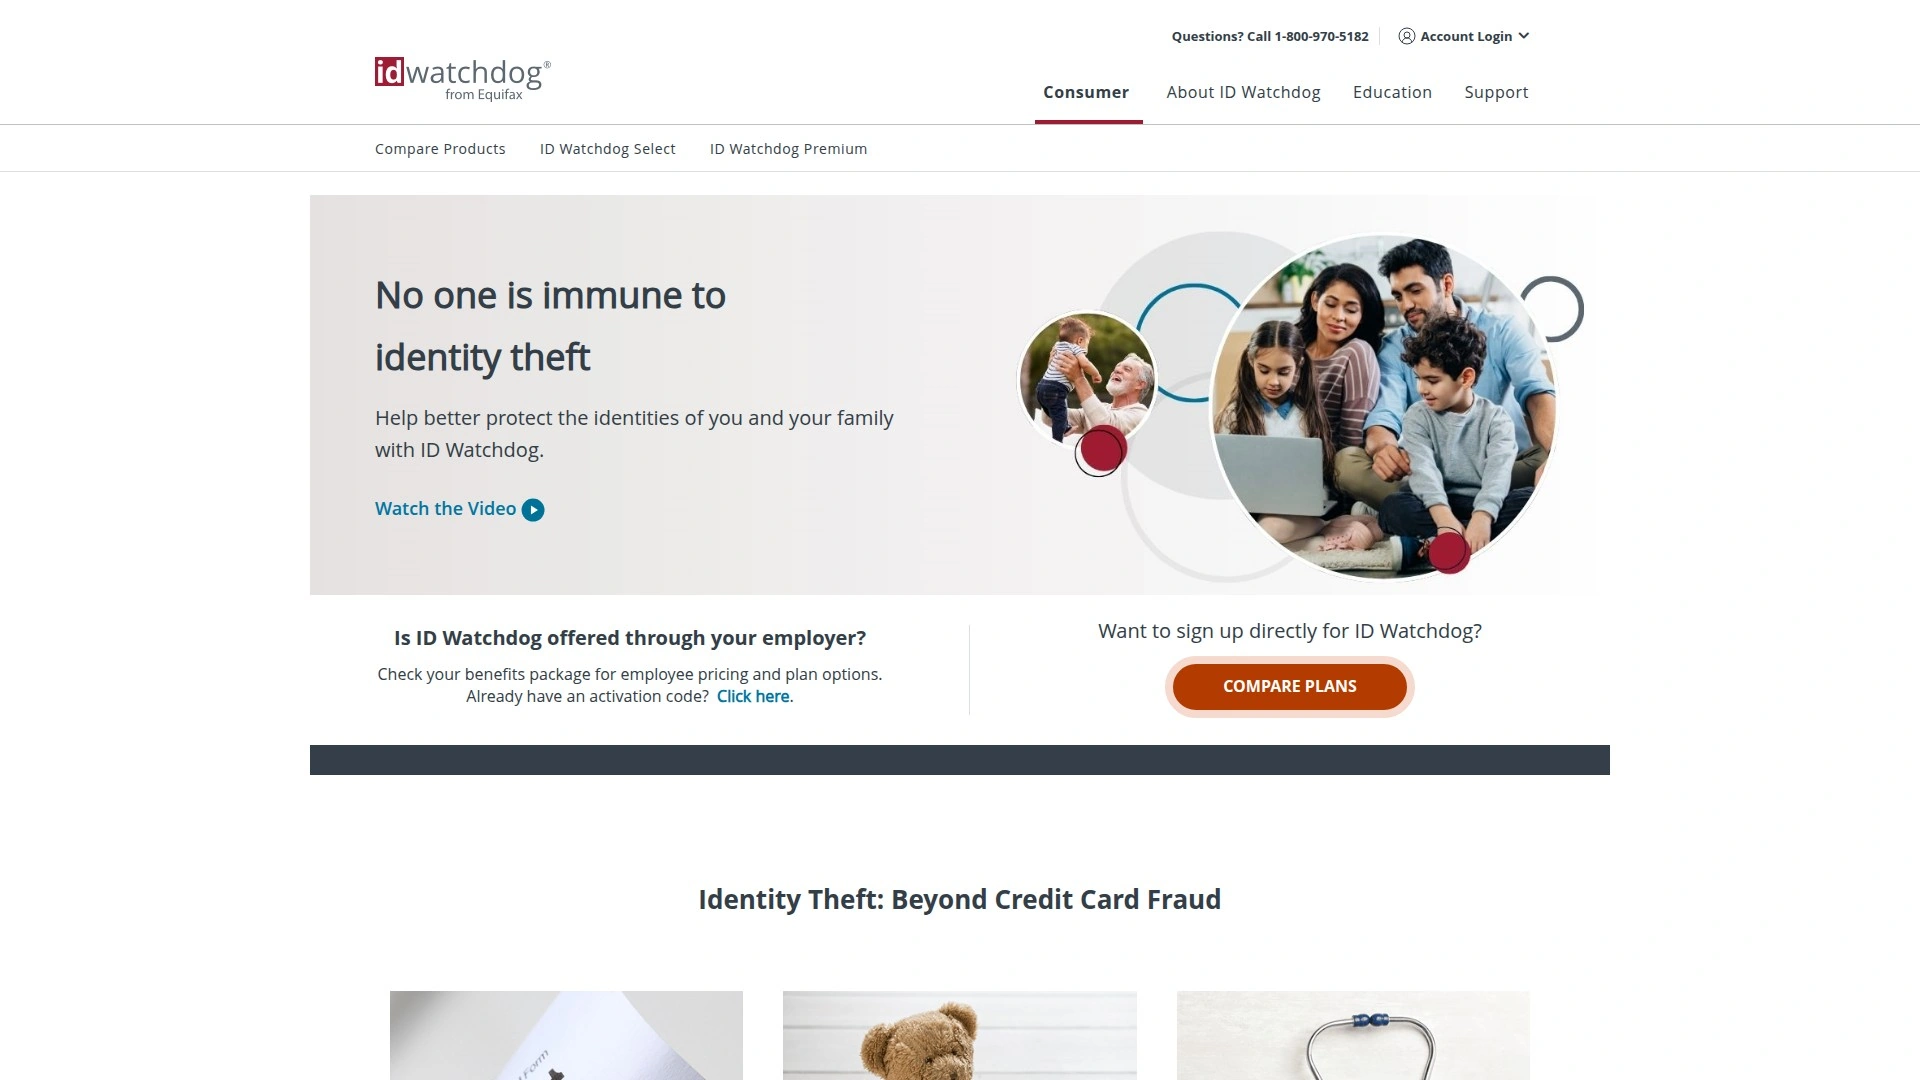 Questions? Call 1-800-970-5182
Account Login
idwatchdog®
from Equifax
Consumer
About ID Watchdog
Education
Support
Compare Products
ID Watchdog Select
ID Watchdog Premium
No one is immune to
identity theft
Help better protect the identities of you and your family
with ID Watchdog.
Watch the Video
Is ID Watchdog offered through your employer?
Check your benefits package for employee pricing and plan options.
Already have an activation code? Click here.
Want to sign up directly for ID Watchdog?
COMPARE PLANS
Identity Theft: Beyond Credit Card Fraud
Form